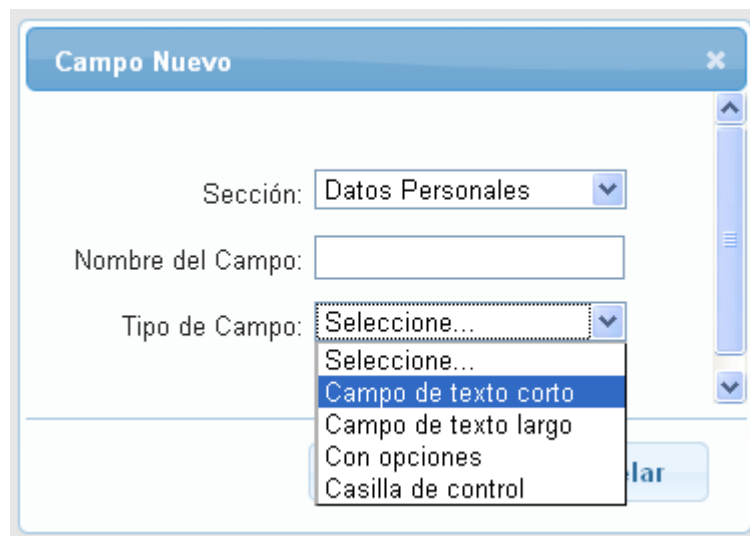 Campo Nuevo
Sección: Datos Personales
Nombre del Campo:
Tipo de Campo: Seleccione...
Seleccione...
Campo de texto corto
Campo de texto largo
Con opciones
Casilla de control
lar